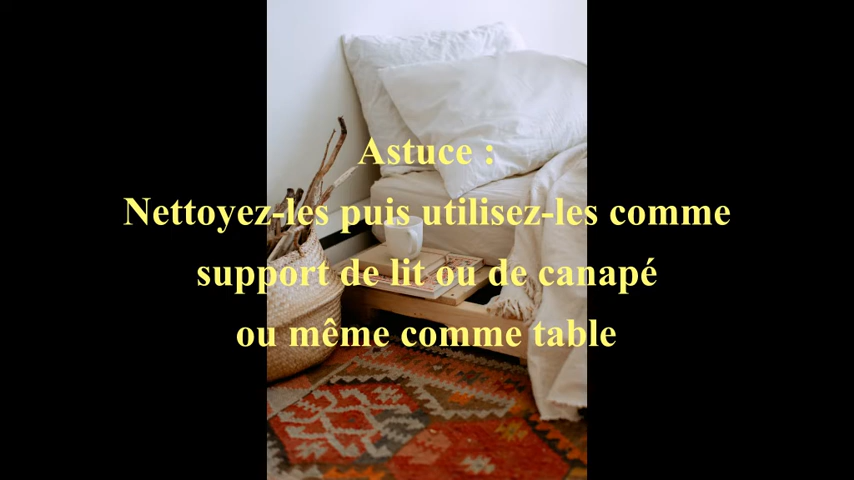 Astuce :
Nettoyez-les puis utilisez-les comme
support de lit ou de canapé
ou même comme table